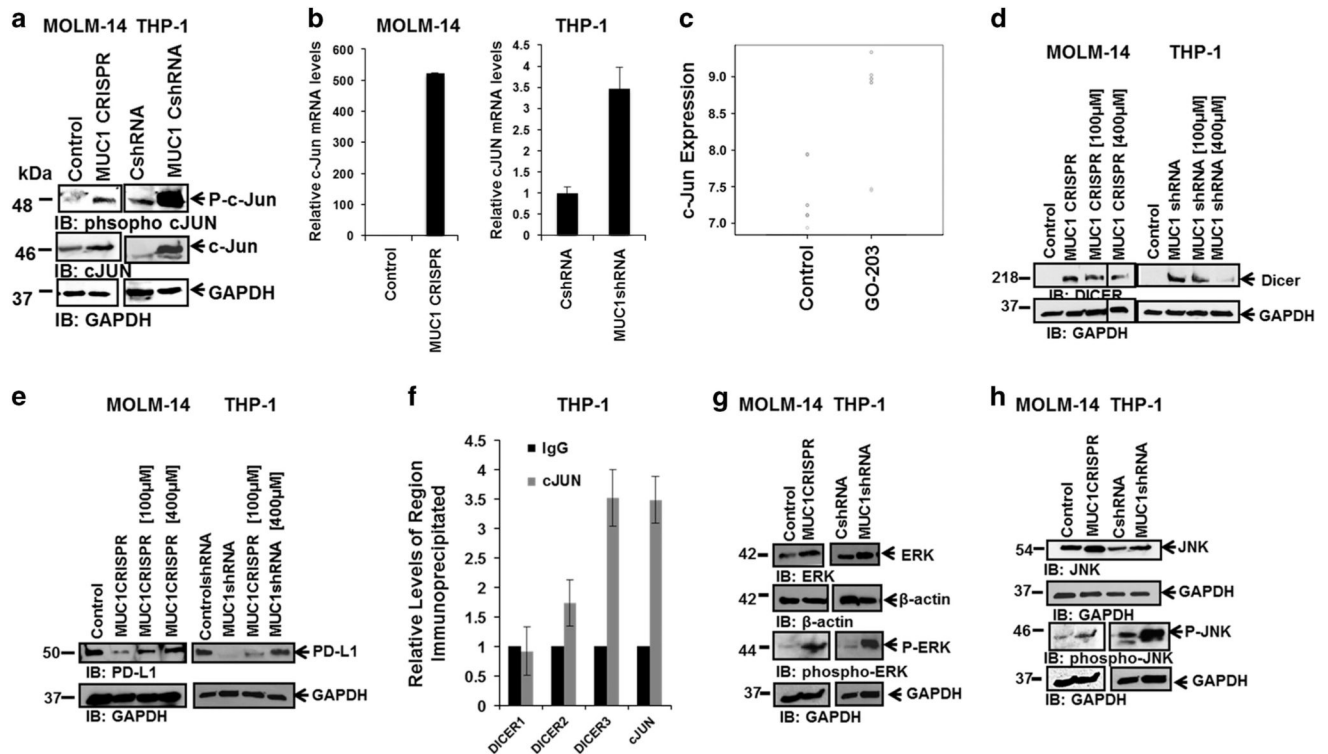 a
MOLM-14 THP-1
Control
MUC1 CRISPR
CshRNA
MUC1 CshRNA
kDa
48
P-c-Jun
IB: phsopho cJUN
46
c-Jun
IB: cJUN
37
GAPDH
IB: GAPDH
b
MOLM-14
Relative c-Jun mRNA levels
600
500
400
300
200
100
0
Control
MUC1 CRISPR
THP-1
Relative cJUN mRNA levels
4.5
4
3.5
3
2.5
2
1.5
1
0.5
0
CshRNA
MUC1shRNA
c
c-Jun Expression
9.0
8.5
8.0
7.5
7.0
Control
GO-203
d
MOLM-14 THP-1
Control
MUC1 CRISPR
MUC1 CRISPR [100µM]
MUC1 CRISPR [400µM]
Control
MUC1 shRNA
MUC1 shRNA [100µM]
MUC1 shRNA [400µM]
218
Dicer
IB: DICER
37
GAPDH
IB: GAPDH
e
MOLM-14 THP-1
Control
MUC1CRISPR
MUC1CRISPR [100µM]
MUC1CRISPR [400µM]
ControlshRNA
MUC1shRNA
MUC1CRISPR [100µM]
MUC1shRNA [400µM]
50
PD-L1
IB: PD-L1
37
GAPDH
IB: GAPDH
f
THP-1
Relative Levels of Region
Immunoprecipitated
4.5
4
3.5
3
2.5
2
1.5
1
0.5
0
IgG
cJUN
DICER1
DICER2
DICER3
cJUN
g
MOLM-14 THP-1
Control
MUC1CRISPR
CshRNA
MUC1shRNA
42
ERK
IB: ERK
42
β-actin
IB: β-actin
44
P-ERK
IB: phospho-ERK
37
GAPDH
IB: GAPDH
h
MOLM-14 THP-1
Control
MUC1CRISPR
CshRNA
MUC1shRNA
54
JNK
IB: JNK
37
GAPDH
IB: GAPDH
46
P-JNK
IB: phospho-JNK
37
GAPDH
IB: GAPDH